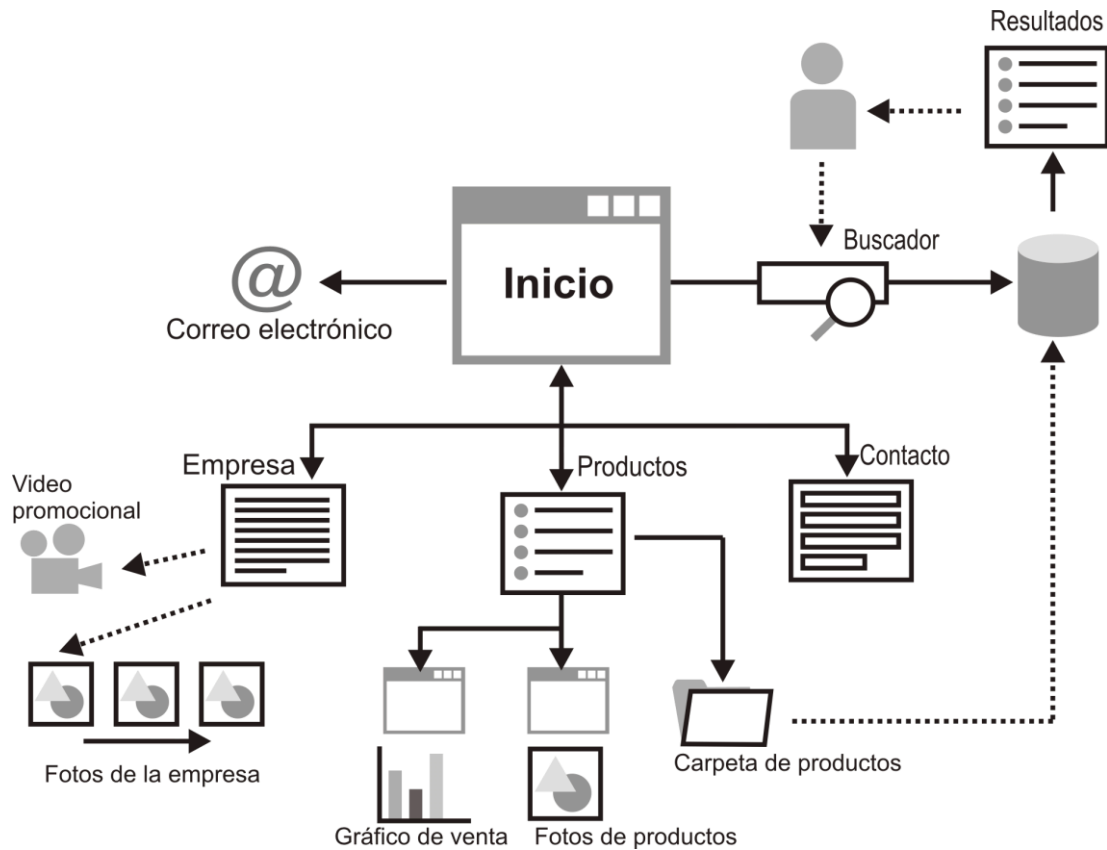 Resultados
Buscador
@
Inicio
Correo electrónico
Empresa
Productos
Contacto
Video
promocional
Fotos de la empresa
Carpeta de productos
Gráfico de venta
Fotos de productos